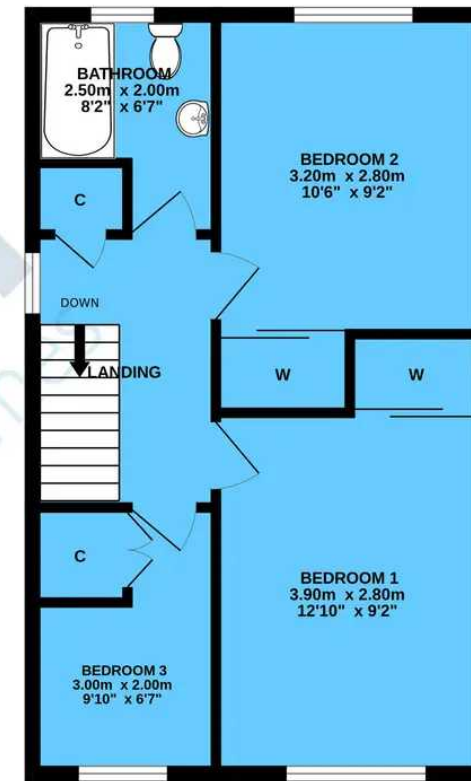 BATHROOM
2.50m x 2.00m
8'2" x 6'7"
BEDROOM 2
3.20m x 2.80m
10'6" x 9'2"
C
DOWN
LANDING
W
W
C
BEDROOM 1
3.90m x 2.80m
12'10" x 9'2"
BEDROOM 3
3.00m x 2.00m
9'10" x 6'7"